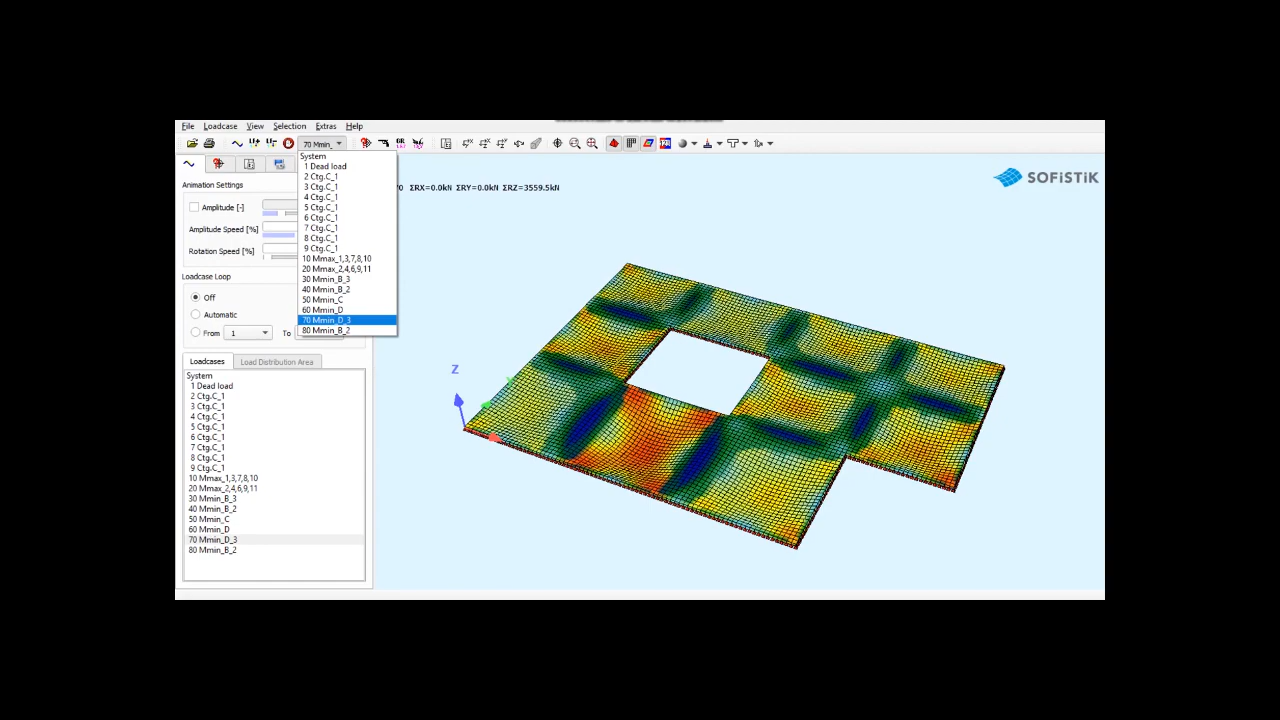 File Loadcase View Selection Extras Help
70 Mmin_
System
1 Dead load
2 Ctg.C_1
3 Ctg.C_1
4 Ctg.C_1
5 Ctg.C_1
6 Ctg.C_1
7 Ctg.C_1
8 Ctg.C_1
9 Ctg.C_1
10 Mmax_1,3,7,8,10
20 Mmax_2,4,6,9,11
30 Mmin_B_3
40 Mmin_B_2
50 Mmin_C
60 Mmin_D
70 Mmin_D_3
80 Mmin_B_2
Animation Settings
Amplitude [-]
Amplitude Speed [%]
Rotation Speed [%]
Loadcase Loop
Off
Automatic
From 1 To
Loadcases Load Distribution Area
System
1 Dead load
2 Ctg.C_1
3 Ctg.C_1
4 Ctg.C_1
5 Ctg.C_1
6 Ctg.C_1
7 Ctg.C_1
8 Ctg.C_1
9 Ctg.C_1
10 Mmax_1,3,7,8,10
20 Mmax_2,4,6,9,11
30 Mmin_B_3
40 Mmin_B_2
50 Mmin_C
60 Mmin_D
70 Mmin_D_3
80 Mmin_B_2
ΣRX=0.0kN ΣRY=0.0kN ΣRZ=3559.5kN
SOFiSTiK
Z